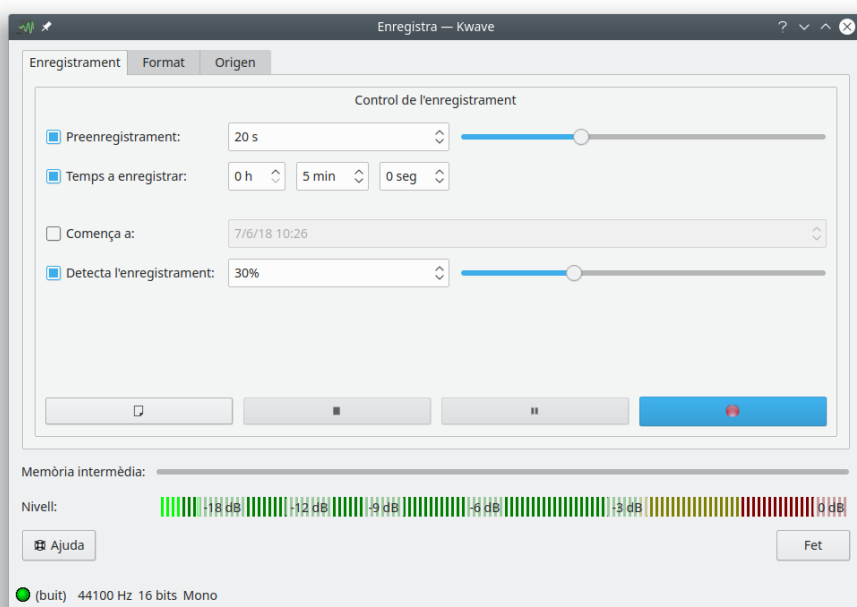 Enregistra — Kwave
Enregistrament Format Origen
Control de l'enregistrament
Preenregistrament: 20 s
Temps a enregistrar: 0 h 5 min 0 seg
Comença a: 7/6/18 10:26
Detecta l'enregistrament: 30%
Memòria intermèdia:
Nivell: -18 dB -12 dB -9 dB -6 dB -3 dB 0 dB
Ajuda Fet
(buit) 44100 Hz 16 bits Mono